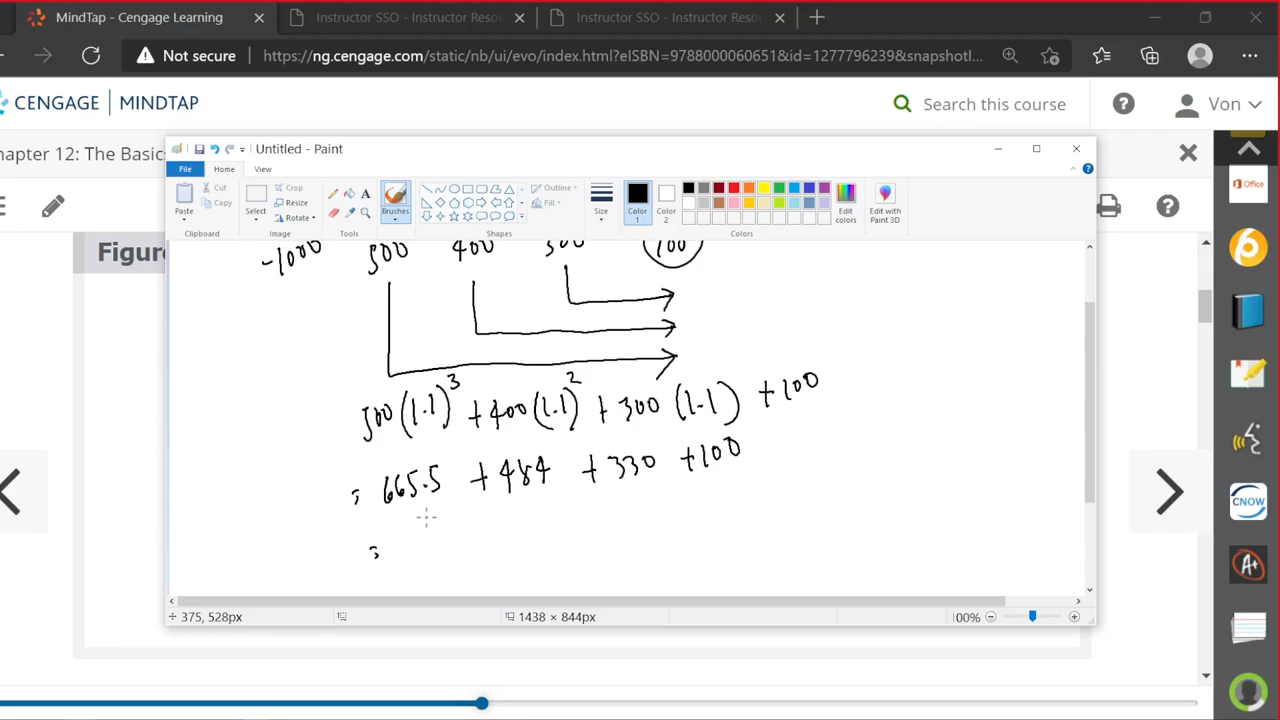 MindTap - Cengage Learning
Instructor SSO - Instructor Reso
Instructor SSO - Instructor Reso
Not secure
https://ng.cengage.com/static/nb/ui/evo/index.html?eISBN=9788000060651&id=1277796239&snapshotI...
CENGAGE MINDTAP
Search this course
Von
hapter 12: The Basic
Untitled - Paint
File Home View
Paste
Cut
Copy
Clipboard
Select
Crop
Resize
Rotate
Image
A
Tools
Brushes
Outline
Fill
Shapes
Size
Color 1
Color 2
Edit colors
Edit with Paint 3D
Colors
Figure
-1000 500 400 300 100
500(1.1)^3 +400(1.1)^2 +300(1.1) +100
= 665.5 +484 +330 +100
=
375, 528px
1438 × 844px
100%
Office
CNOW
A+